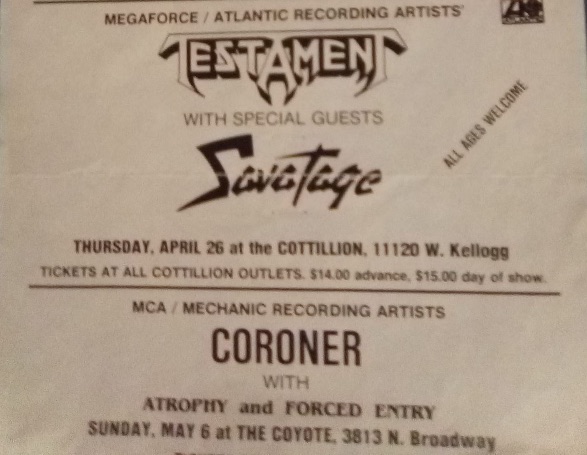 MEGAFORCE / ATLANTIC RECORDING ARTISTS'
TESTAMENT
WITH SPECIAL GUESTS
Savatage
ALL AGES WELCOME
THURSDAY, APRIL 26 at the COTTILLION, 11120 W. Kellogg
TICKETS AT ALL COTTILLION OUTLETS. $14.00 advance, $15.00 day of show.
MCA / MECHANIC RECORDING ARTISTS
CORONER
WITH
ATROPHY and FORCED ENTRY
SUNDAY, MAY 6 at THE COYOTE, 3813 N. Broadway